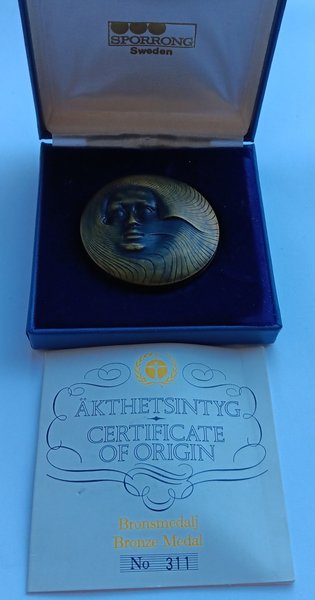 SPORRONG
Sweden
ÄKTHETSINTYG
CERTIFICATE
OF ORIGIN
Bronsmedalj
Bronze Medal
No 311